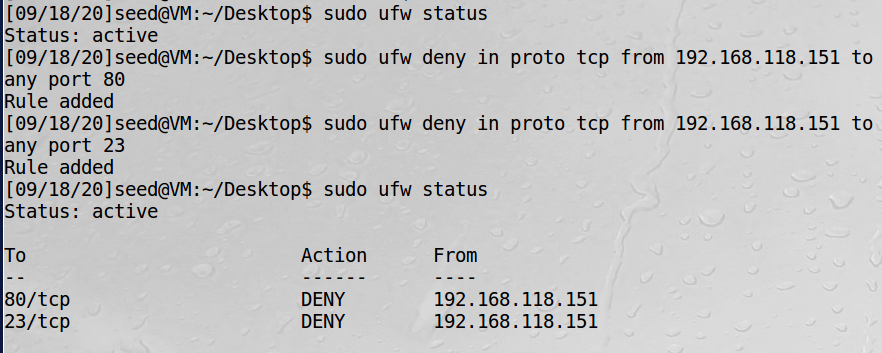 [09/18/20]seed@VM:~/Desktop$ sudo ufw status
Status: active
[09/18/20]seed@VM:~/Desktop$ sudo ufw deny in proto tcp from 192.168.118.151 to
any port 80
Rule added
[09/18/20]seed@VM:~/Desktop$ sudo ufw deny in proto tcp from 192.168.118.151 to
any port 23
Rule added
[09/18/20]seed@VM:~/Desktop$ sudo ufw status
Status: active

To                         Action      From
--                         ------      ----
80/tcp                     DENY        192.168.118.151
23/tcp                     DENY        192.168.118.151